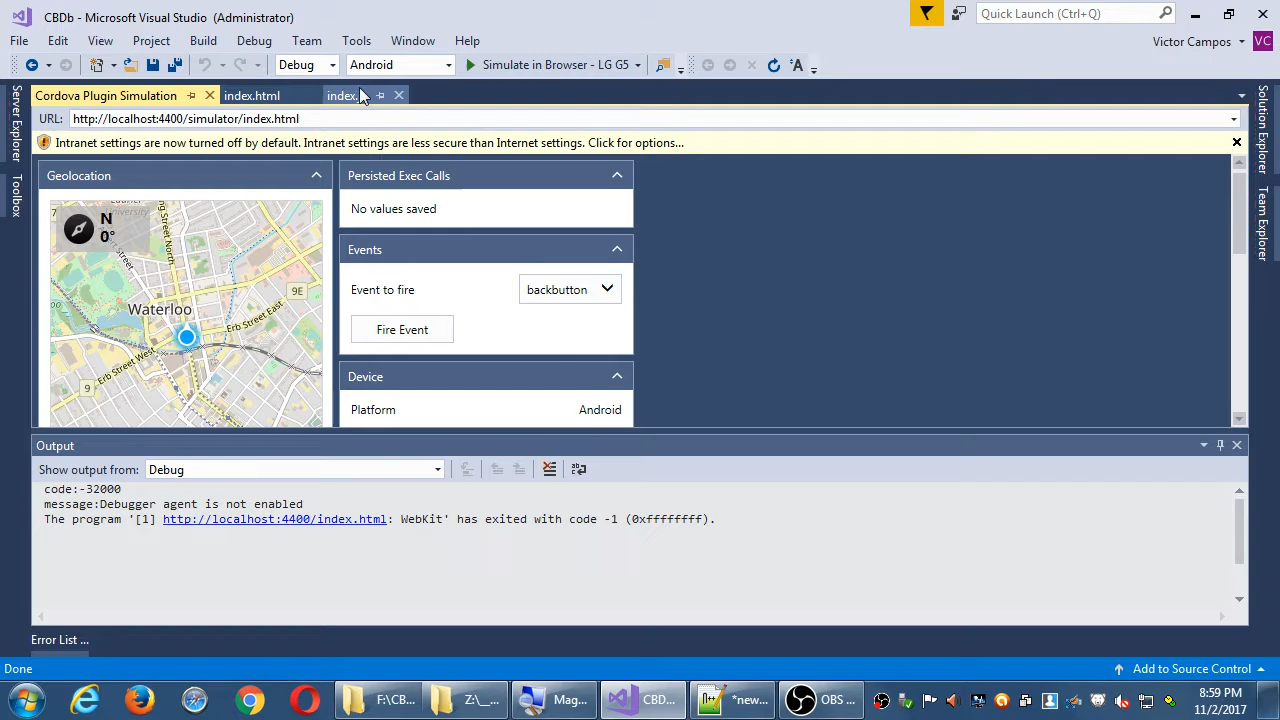 CBDb - Microsoft Visual Studio (Administrator)
Quick Launch (Ctrl+Q)
File Edit View Project Build Debug Team Tools Window Help
Victor Campos VC
Debug Android Simulate in Browser - LG G5
Cordova Plugin Simulation index.html index.
URL: http://localhost:4400/simulator/index.html
Intranet settings are now turned off by default. Intranet settings are less secure than Internet settings. Click for options...
Server Explorer
Toolbox
Solution Explorer
Team Explorer
Geolocation
N
0°
University
King Street North
Waterloo
9E
Erb Street East
Erb Street West
9
Persisted Exec Calls
No values saved
Events
Event to fire backbutton
Fire Event
Device
Platform Android
Output
Show output from: Debug
code:-32000
message:Debugger agent is not enabled
The program '[1] http://localhost:4400/index.html: WebKit' has exited with code -1 (0xffffffff).
Error List ...
Done
Add to Source Control
F:\CB... Z:\__... Mag... CBD... *new... OBS ...
8:59 PM
11/2/2017